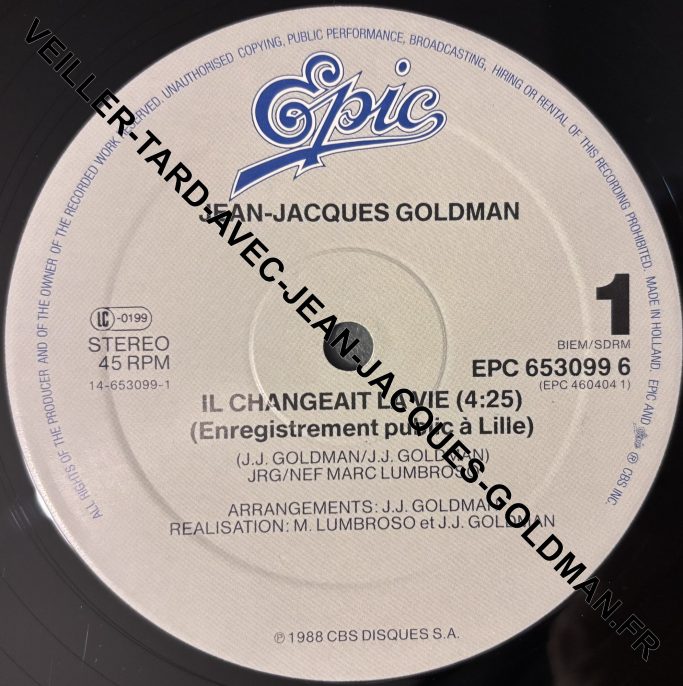 ALL RIGHTS OF THE PRODUCER AND OF THE OWNER OF THE RECORDED WORK RESERVED. UNAUTHORISED COPYING, PUBLIC PERFORMANCE, BROADCASTING, HIRING OR RENTAL OF THIS RECORDING PROHIBITED. MADE IN HOLLAND. EPIC AND Epic ® CBS INC.
Epic
JEAN-JACQUES GOLDMAN
LC -0199
STEREO
45 RPM
14-653099-1
1
BIEM/SDRM
EPC 653099 6
(EPC 460404 1)
IL CHANGEAIT LA VIE (4:25)
(Enregistrement public à Lille)
(J.J. GOLDMAN/J.J. GOLDMAN)
JRG/NEF MARC LUMBROSO
ARRANGEMENTS: J.J. GOLDMAN
REALISATION: M. LUMBROSO et J.J. GOLDMAN
℗ 1988 CBS DISQUES S.A.
VEILLER-TARD-AVEC-JEAN-JACQUES-GOLDMAN.FR